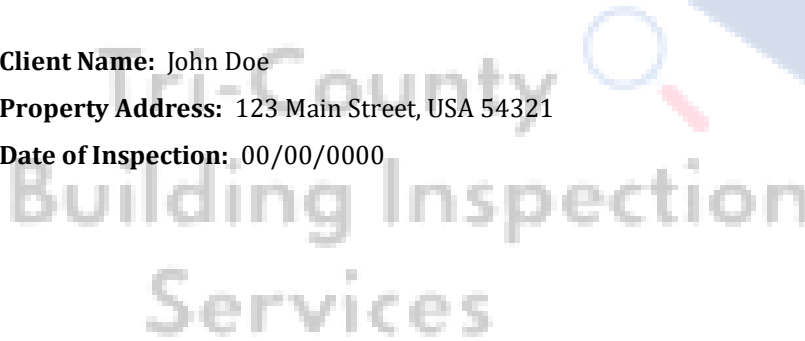 Client Name: John Doe
Property Address: 123 Main Street, USA 54321
Date of Inspection: 00/00/0000
Tri-County
Building Inspection
Services